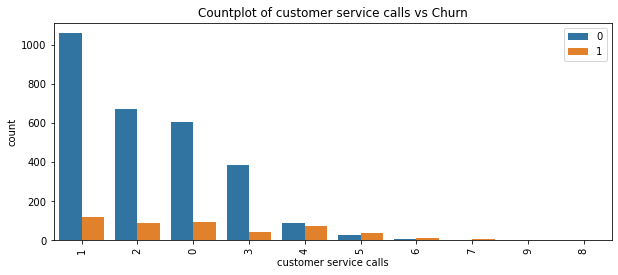 Countplot of customer service calls vs Churn
0
1
count
1000
800
600
400
200
0
1 2 0 3 4 5 6 7 9 8
customer service calls